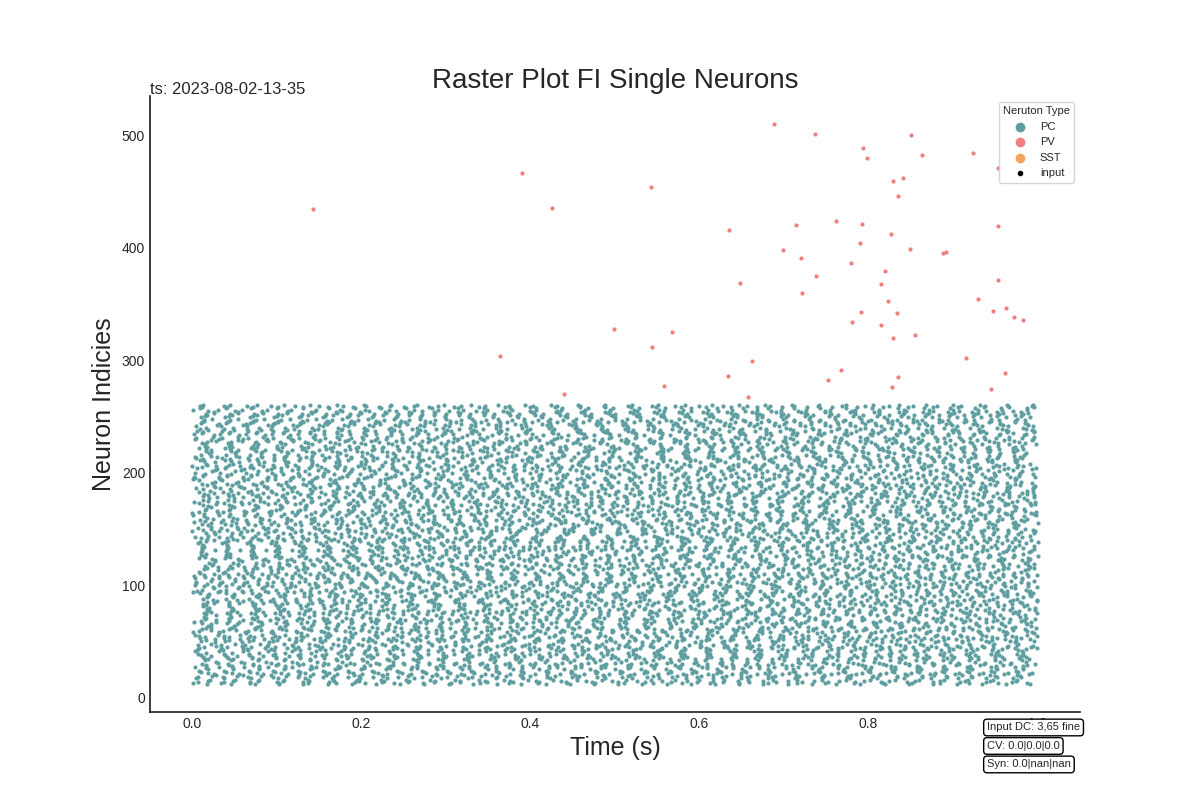 Raster Plot FI Single Neurons
ts: 2023-08-02-13-35
Neruton Type
PC
PV
SST
input
500
400
300
200
100
0
Neuron Indicies
0.0 0.2 0.4 0.6 0.8
Time (s)
Input DC: 3,65 fine
CV: 0.0|0.0|0.0
Syn: 0.0|nan|nan